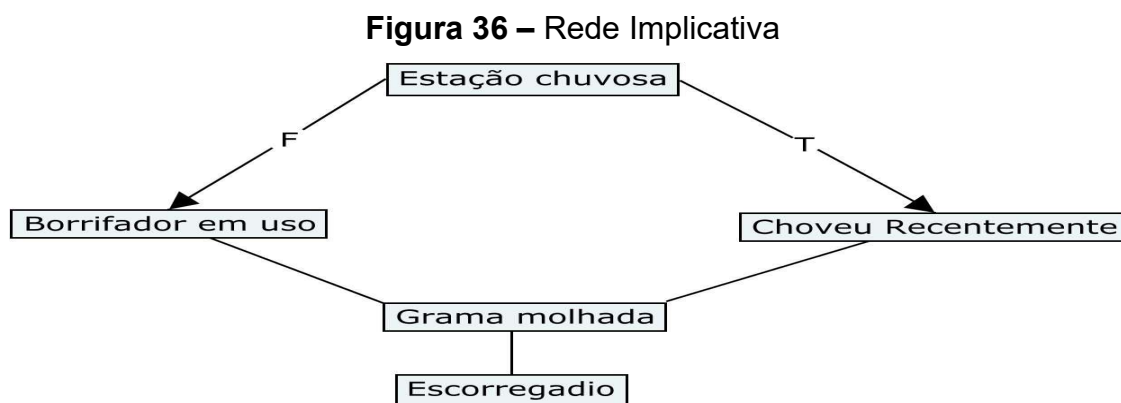 Figura 36 – Rede Implicativa
Estação chuvosa
F
T
Borrifador em uso
Choveu Recentemente
Grama molhada
Escorregadio